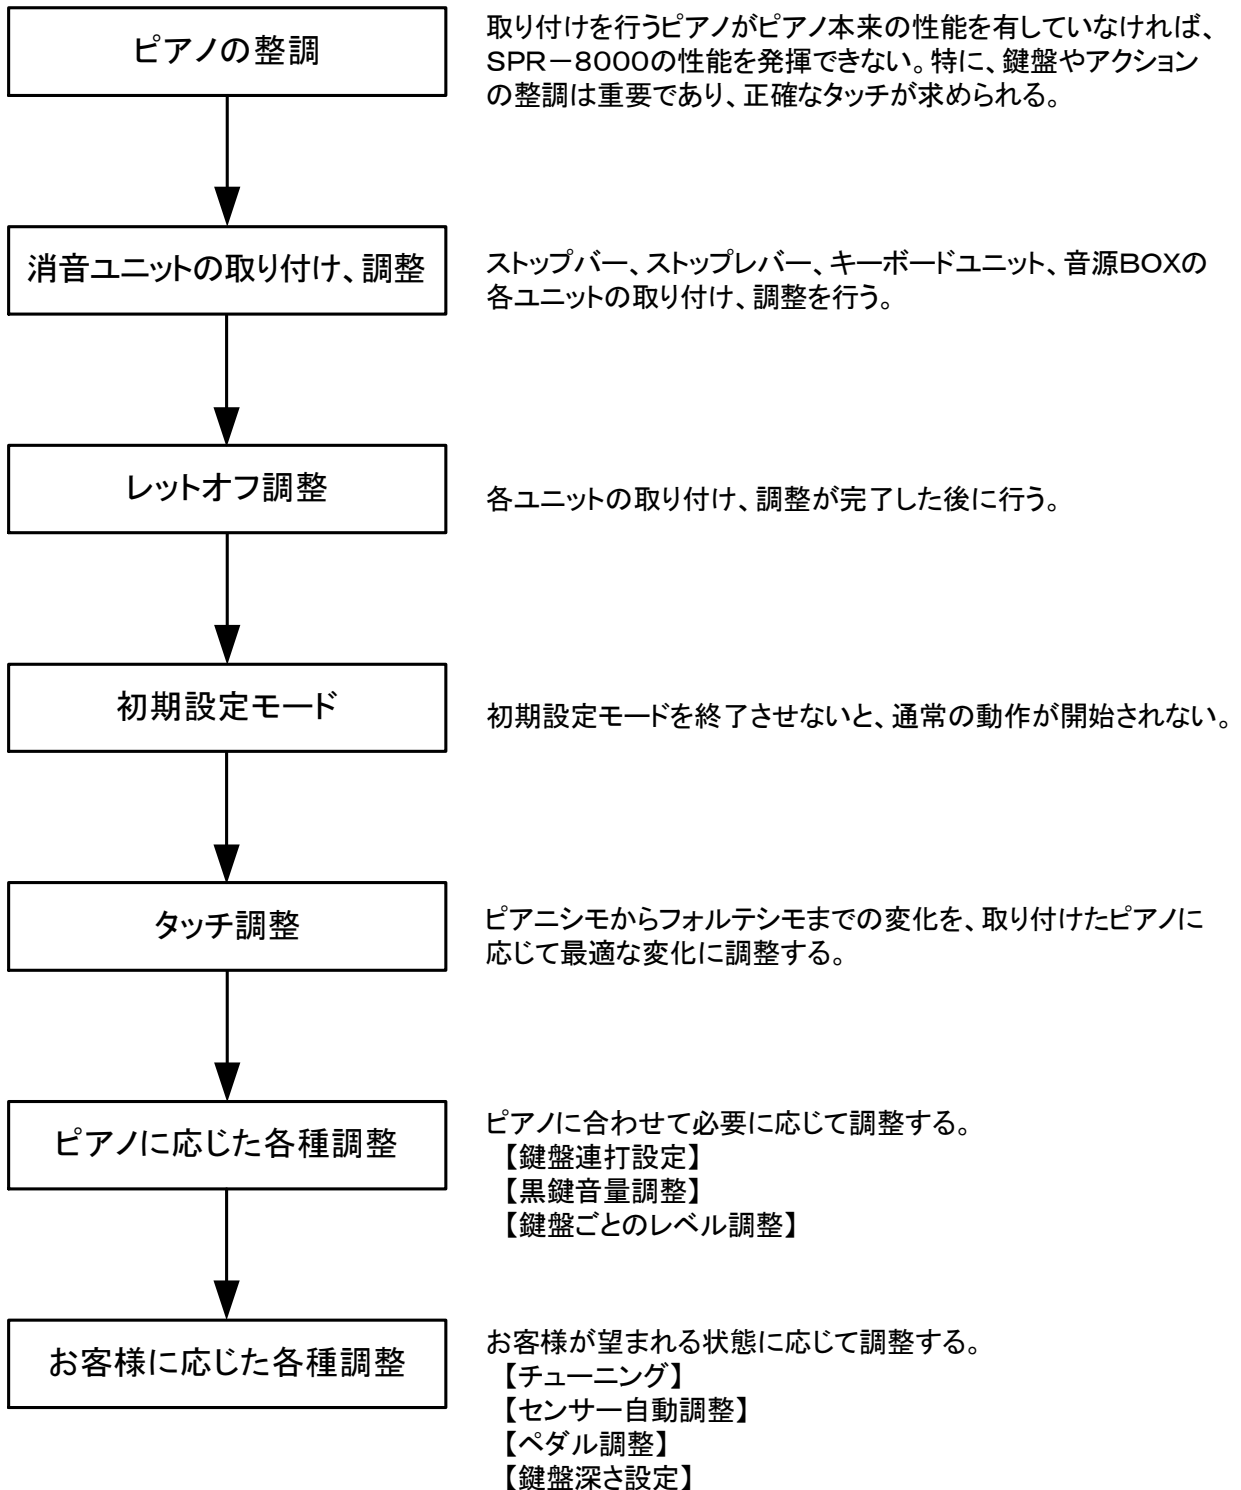 ピアノの整調
取り付けを行うピアノがピアノ本来の性能を有していなければ、
SPR－8000の性能を発揮できない。特に、鍵盤やアクション
の整調は重要であり、正確なタッチが求められる。
消音ユニットの取り付け、調整
ストップバー、ストップレバー、キーボードユニット、音源BOXの
各ユニットの取り付け、調整を行う。
レットオフ調整
各ユニットの取り付け、調整が完了した後に行う。
初期設定モード
初期設定モードを終了させないと、通常の動作が開始されない。
タッチ調整
ピアニシモからフォルテシモまでの変化を、取り付けたピアノに
応じて最適な変化に調整する。
ピアノに応じた各種調整
ピアノに合わせて必要に応じて調整する。
【鍵盤連打設定】
【黒鍵音量調整】
【鍵盤ごとのレベル調整】
お客様に応じた各種調整
お客様が望まれる状態に応じて調整する。
【チューニング】
【センサー自動調整】
【ペダル調整】
【鍵盤深さ設定】